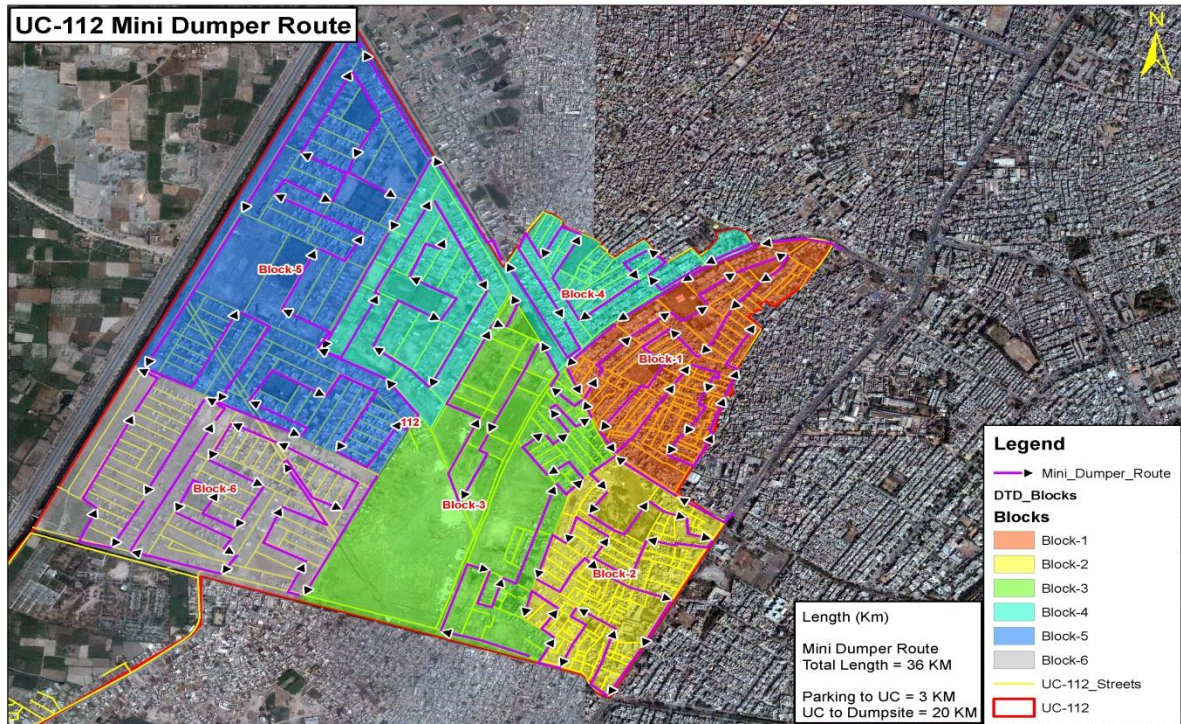 UC-112 Mini Dumper Route
N
Block-5
Block-4
Block-1
112
Block-6
Block-3
Block-2
Length (Km)
Mini Dumper Route
Total Length = 36 KM
Parking to UC = 3 KM
UC to Dumpsite = 20 KM
Legend
Mini_Dumper_Route
DTD_Blocks
Blocks
Block-1
Block-2
Block-3
Block-4
Block-5
Block-6
UC-112_Streets
UC-112